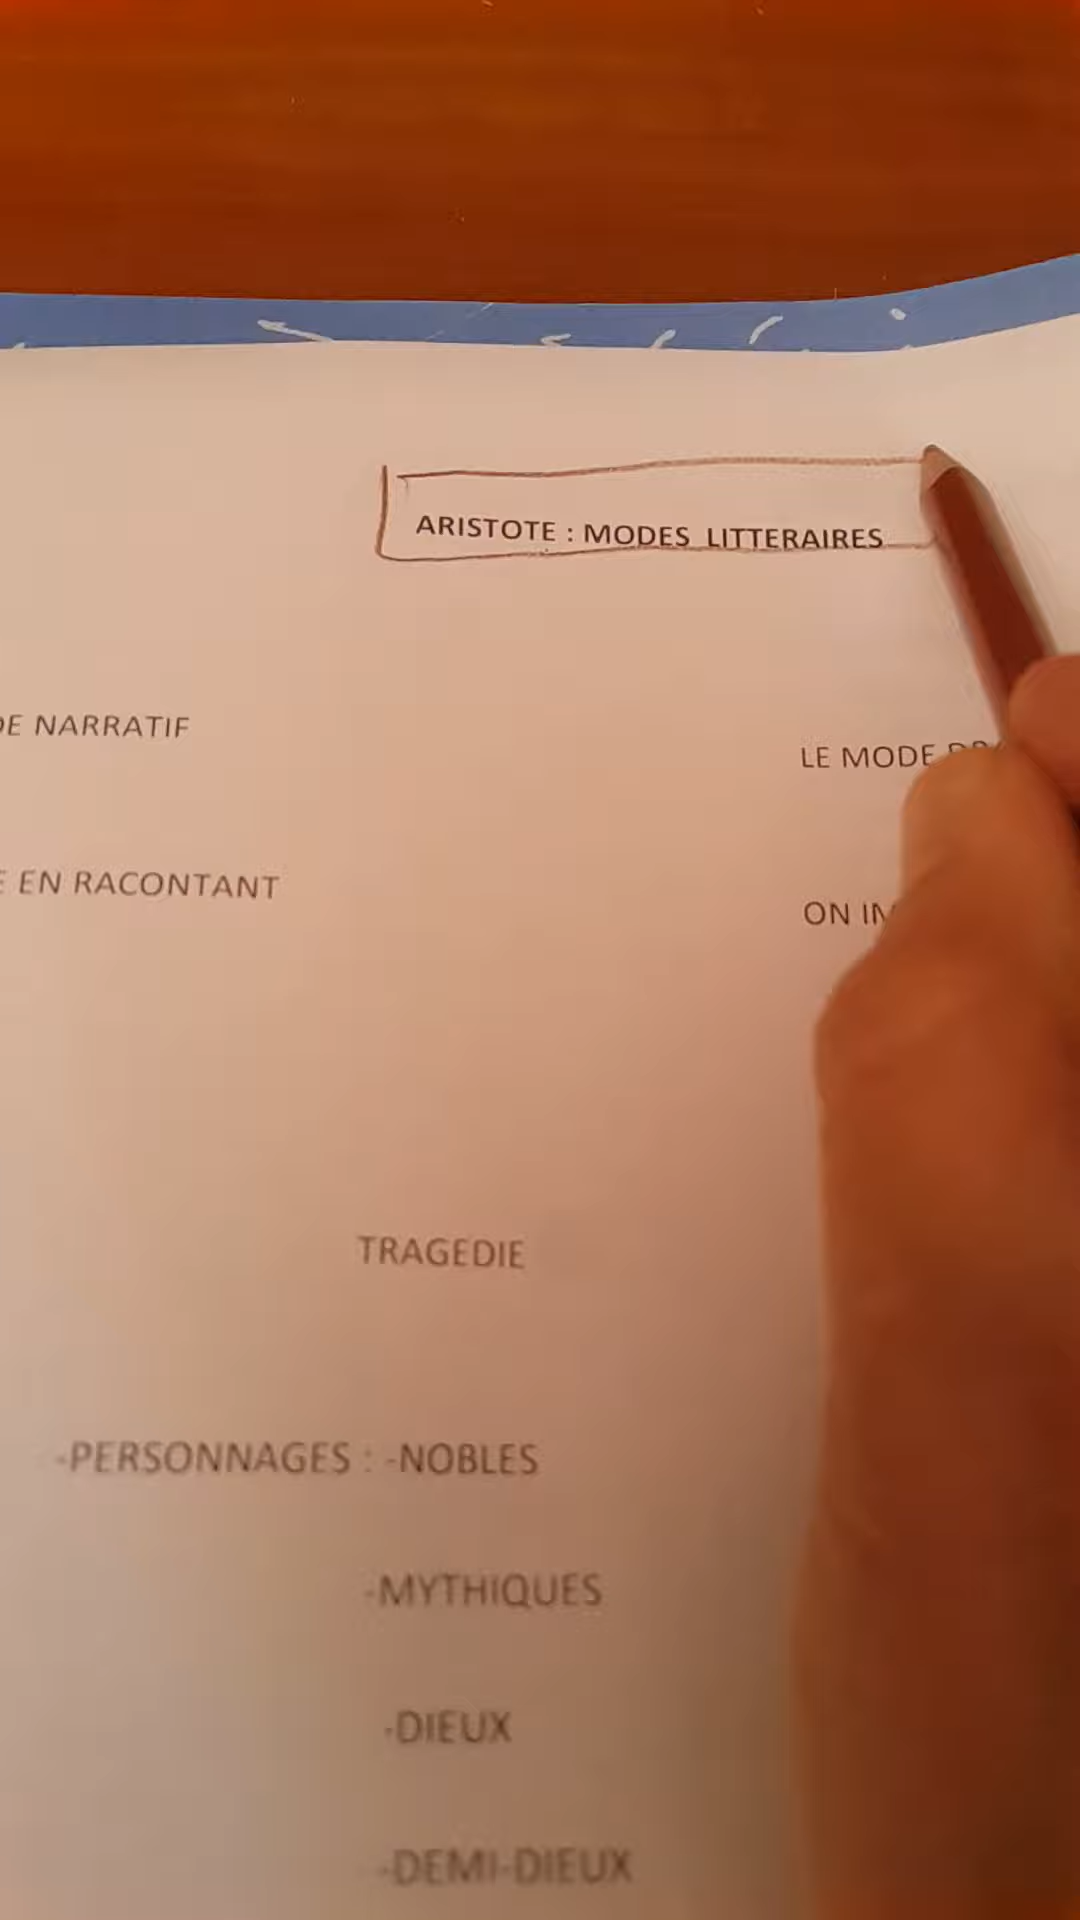 ARISTOTE : MODES LITTERAIRES
NARRATIF
LE MODE
EN RACONTANT
ON
TRAGEDIE
-PERSONNAGES : -NOBLES
-MYTHIQUES
-DIEUX
-DEMI-DIEUX